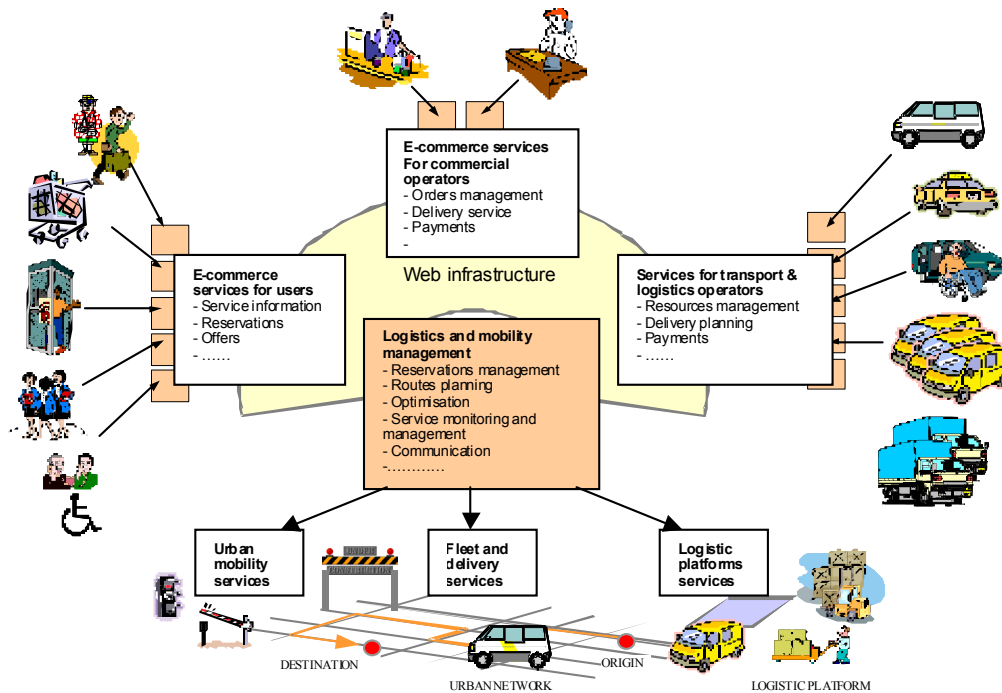 E-commerce services
For commercial
operators
- Orders management
- Delivery service
- Payments
-
Web infrastructure
E-commerce
services for users
- Service information
- Reservations
- Offers
- ......
Services for transport &
logistics operators
- Resources management
- Delivery planning
- Payments
- ......
Logistics and mobility
management
- Reservations management
- Routes planning
- Optimisation
- Service monitoring and
management
- Communication
-............
Urban
mobility
services
Fleet and
delivery
services
Logistic
platforms
services
DESTINATION
ORIGIN
URBAN NETWORK
LOGISTIC PLATFORM